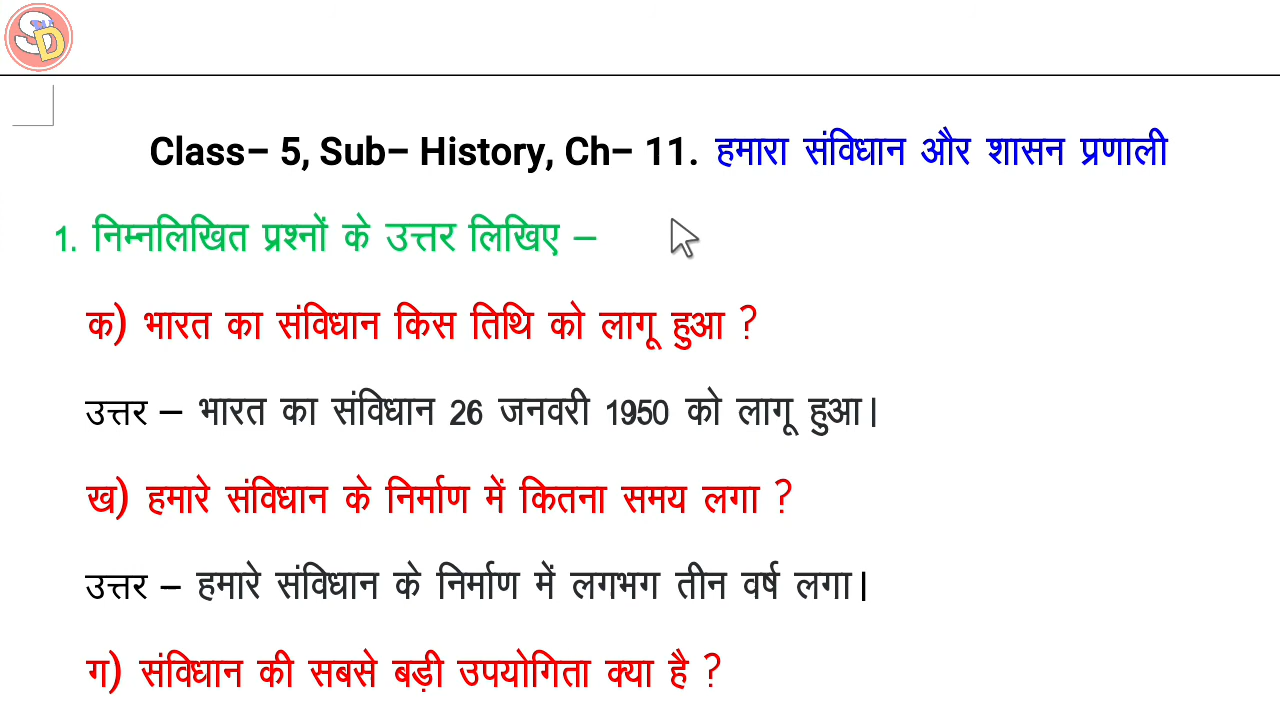 SD
Class– 5, Sub– History, Ch– 11. हमारा संविधान और शासन प्रणाली
1. निम्नलिखित प्रश्नों के उत्तर लिखिए –
क) भारत का संविधान किस तिथि को लागू हुआ ?
उत्तर – भारत का संविधान 26 जनवरी 1950 को लागू हुआ।
ख) हमारे संविधान के निर्माण में कितना समय लगा ?
उत्तर – हमारे संविधान के निर्माण में लगभग तीन वर्ष लगा।
ग) संविधान की सबसे बड़ी उपयोगिता क्या है ?